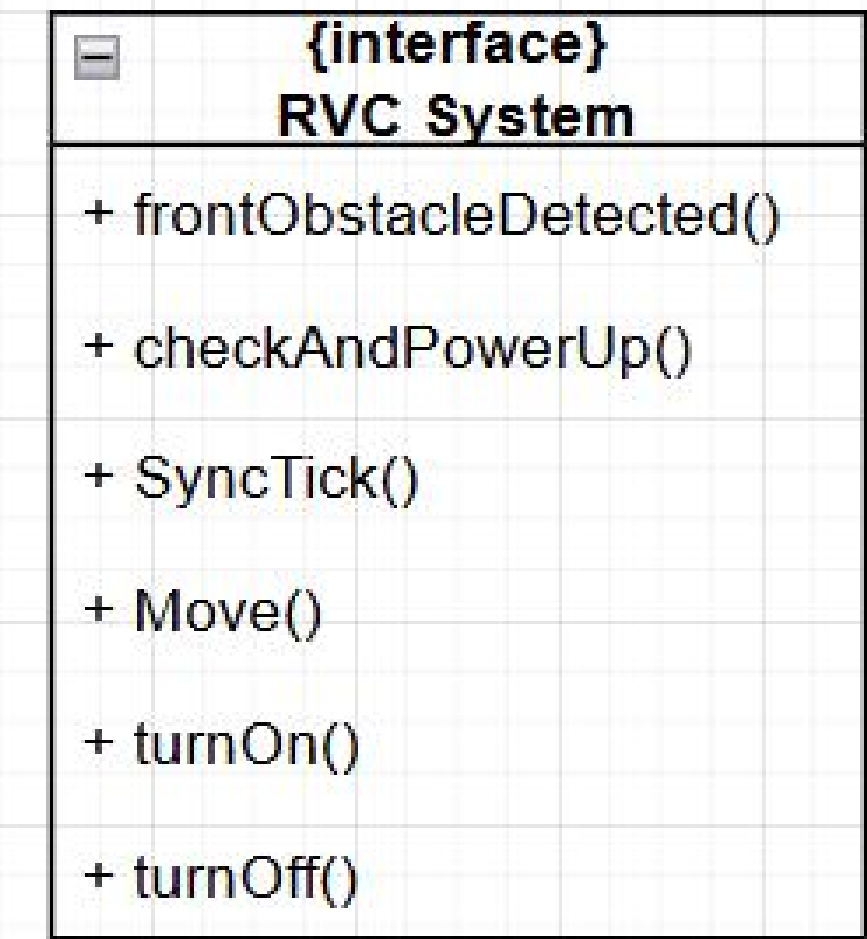 {interface}
RVC System
+ frontObstacleDetected()
+ checkAndPowerUp()
+ SyncTick()
+ Move()
+ turnOn()
+ turnOff()